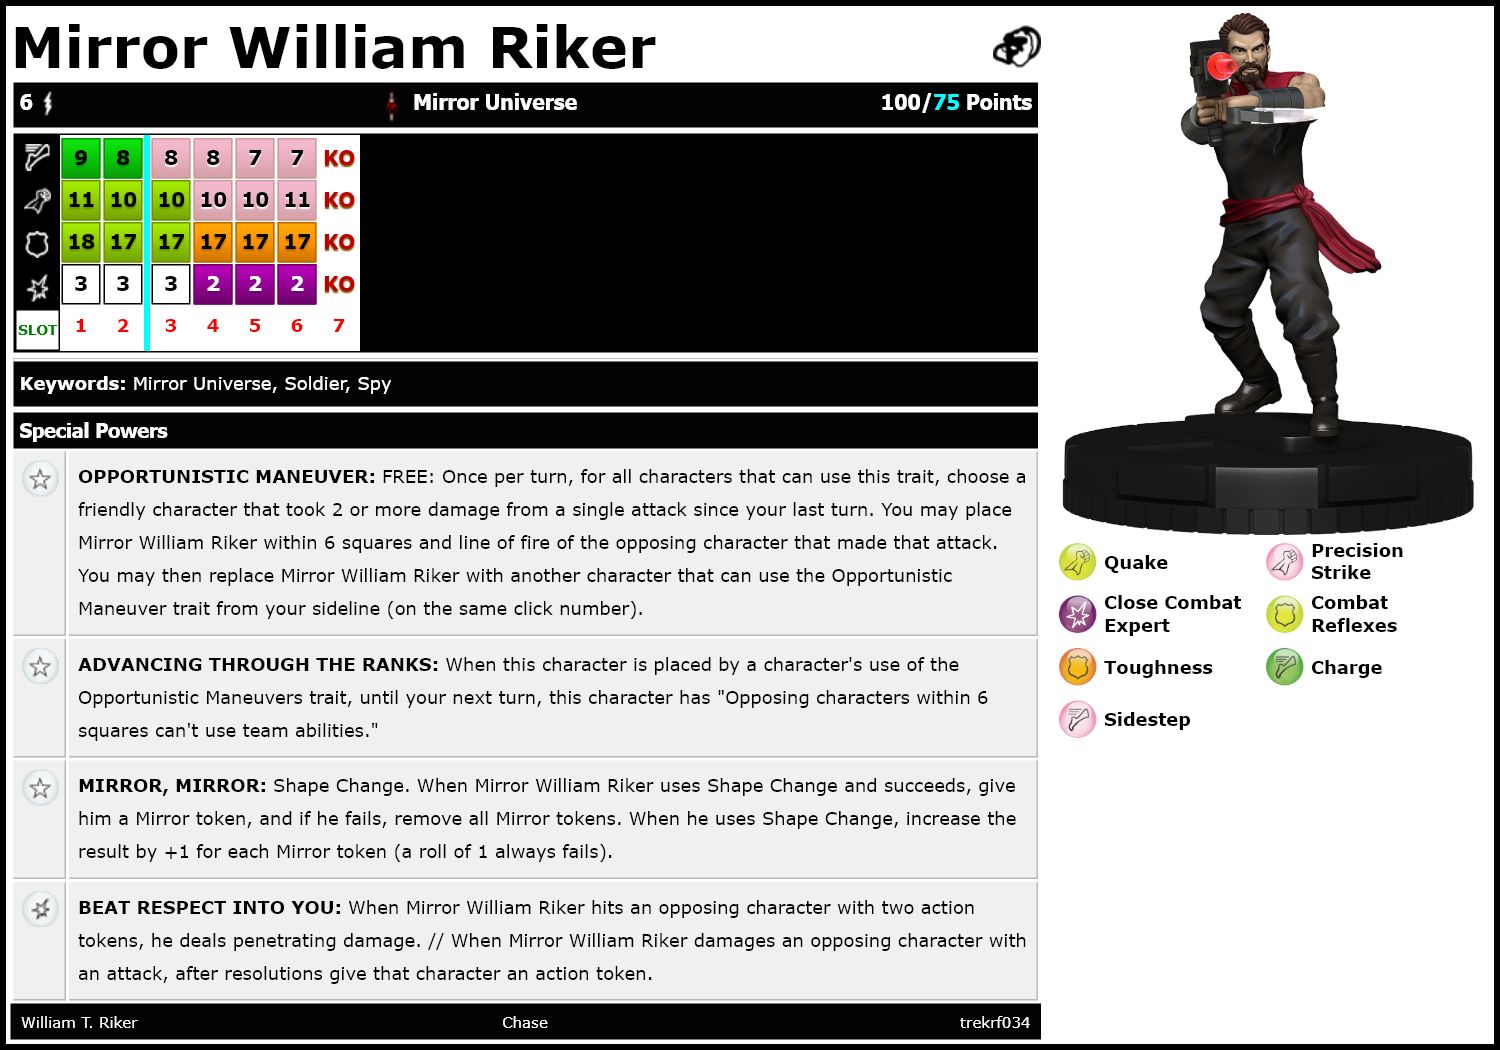 Mirror William Riker
6 Mirror Universe 100/75 Points
9 8 8 8 7 7 KO
11 10 10 10 10 11 KO
18 17 17 17 17 17 KO
3 3 3 2 2 2 KO
SLOT 1 2 3 4 5 6 7
Keywords: Mirror Universe, Soldier, Spy
Special Powers
OPPORTUNISTIC MANEUVER: FREE: Once per turn, for all characters that can use this trait, choose a
friendly character that took 2 or more damage from a single attack since your last turn. You may place
Mirror William Riker within 6 squares and line of fire of the opposing character that made that attack.
You may then replace Mirror William Riker with another character that can use the Opportunistic
Maneuver trait from your sideline (on the same click number).
ADVANCING THROUGH THE RANKS: When this character is placed by a character's use of the
Opportunistic Maneuvers trait, until your next turn, this character has "Opposing characters within 6
squares can't use team abilities."
MIRROR, MIRROR: Shape Change. When Mirror William Riker uses Shape Change and succeeds, give
him a Mirror token, and if he fails, remove all Mirror tokens. When he uses Shape Change, increase the
result by +1 for each Mirror token (a roll of 1 always fails).
BEAT RESPECT INTO YOU: When Mirror William Riker hits an opposing character with two action
tokens, he deals penetrating damage. // When Mirror William Riker damages an opposing character with
an attack, after resolutions give that character an action token.
William T. Riker Chase trekrf034
Quake
Precision
Strike
Close Combat
Expert
Combat
Reflexes
Toughness
Charge
Sidestep